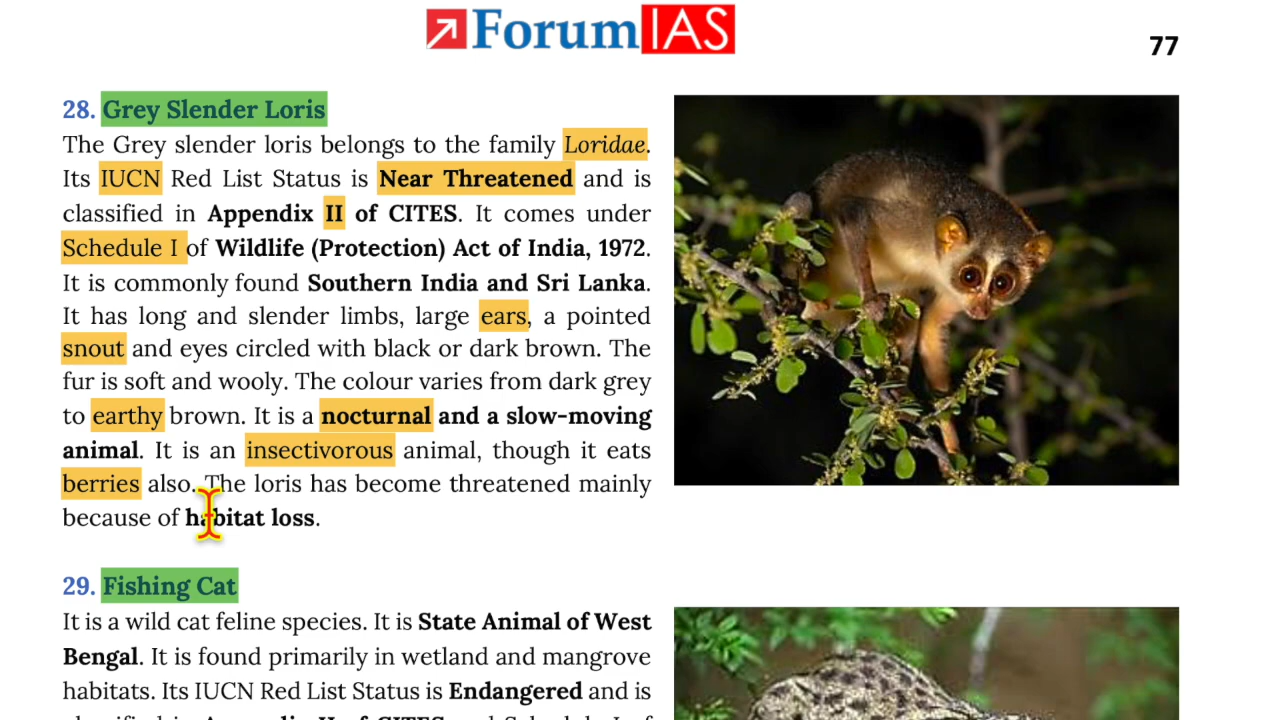 ForumIAS
77
28. Grey Slender Loris
The Grey slender loris belongs to the family Loridae.
Its IUCN Red List Status is Near Threatened and is
classified in Appendix II of CITES. It comes under
Schedule I of Wildlife (Protection) Act of India, 1972.
It is commonly found Southern India and Sri Lanka.
It has long and slender limbs, large ears, a pointed
snout and eyes circled with black or dark brown. The
fur is soft and wooly. The colour varies from dark grey
to earthy brown. It is a nocturnal and a slow-moving
animal. It is an insectivorous animal, though it eats
berries also. The loris has become threatened mainly
because of habitat loss.
29. Fishing Cat
It is a wild cat feline species. It is State Animal of West
Bengal. It is found primarily in wetland and mangrove
habitats. Its IUCN Red List Status is Endangered and is